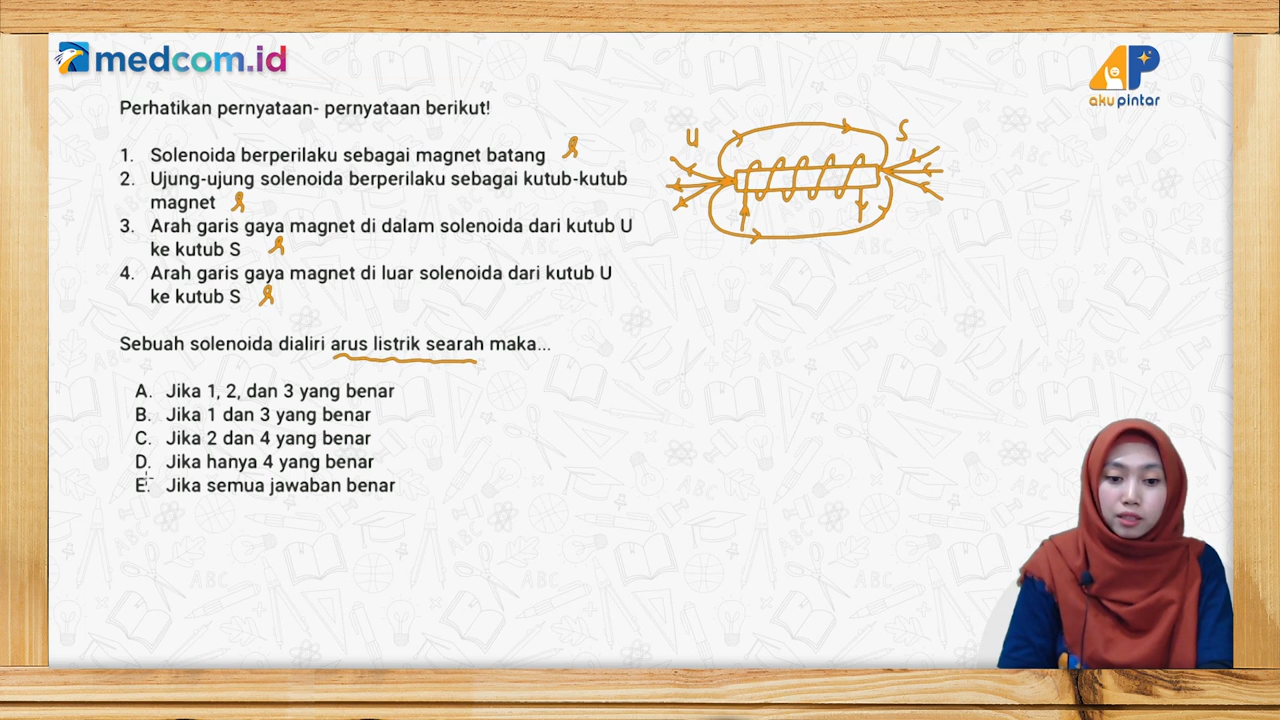 medcom.id
AP
aku pintar
Perhatikan pernyataan- pernyataan berikut!
1. Solenoida berperilaku sebagai magnet batang
2. Ujung-ujung solenoida berperilaku sebagai kutub-kutub
magnet
3. Arah garis gaya magnet di dalam solenoida dari kutub U
ke kutub S
4. Arah garis gaya magnet di luar solenoida dari kutub U
ke kutub S
Sebuah solenoida dialiri arus listrik searah maka...
A. Jika 1, 2, dan 3 yang benar
B. Jika 1 dan 3 yang benar
C. Jika 2 dan 4 yang benar
D. Jika hanya 4 yang benar
E. Jika semua jawaban benar
U
S